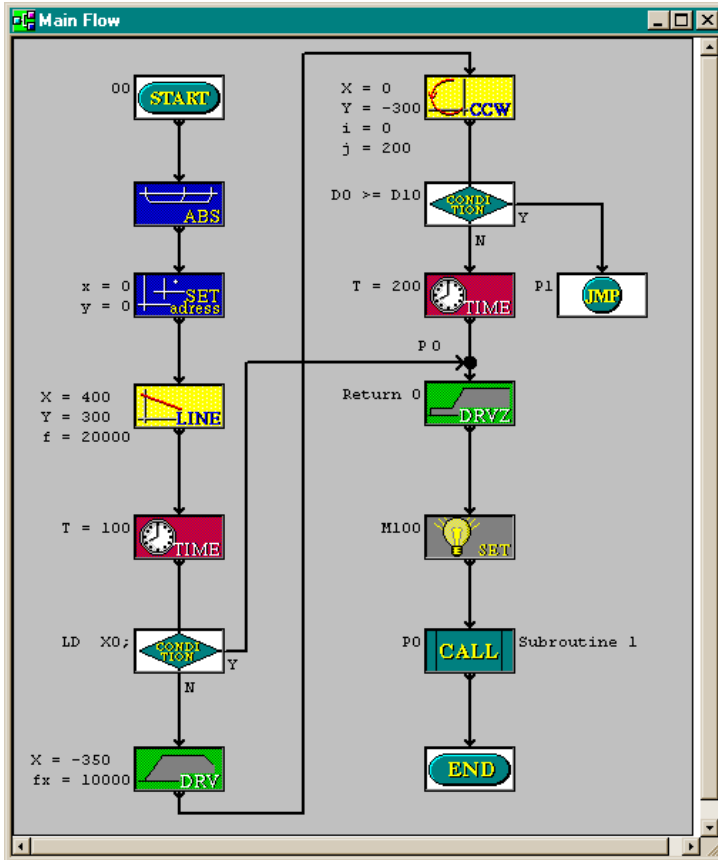 Main Flow
00
START
ABS
x = 0
y = 0
SET
adress
X = 400
Y = 300
f = 20000
LINE
T = 100
TIME
LD X0;
CONDI
TION
Y
N
X = -350
fx = 10000
DRV
X = 0
Y = -300
i = 0
j = 200
CCW
D0 >= D10
CONDI
TION
Y
N
T = 200
TIME
P1
JMP
P0
Return 0
DRVZ
M100
SET
P0
CALL
Subroutine 1
END